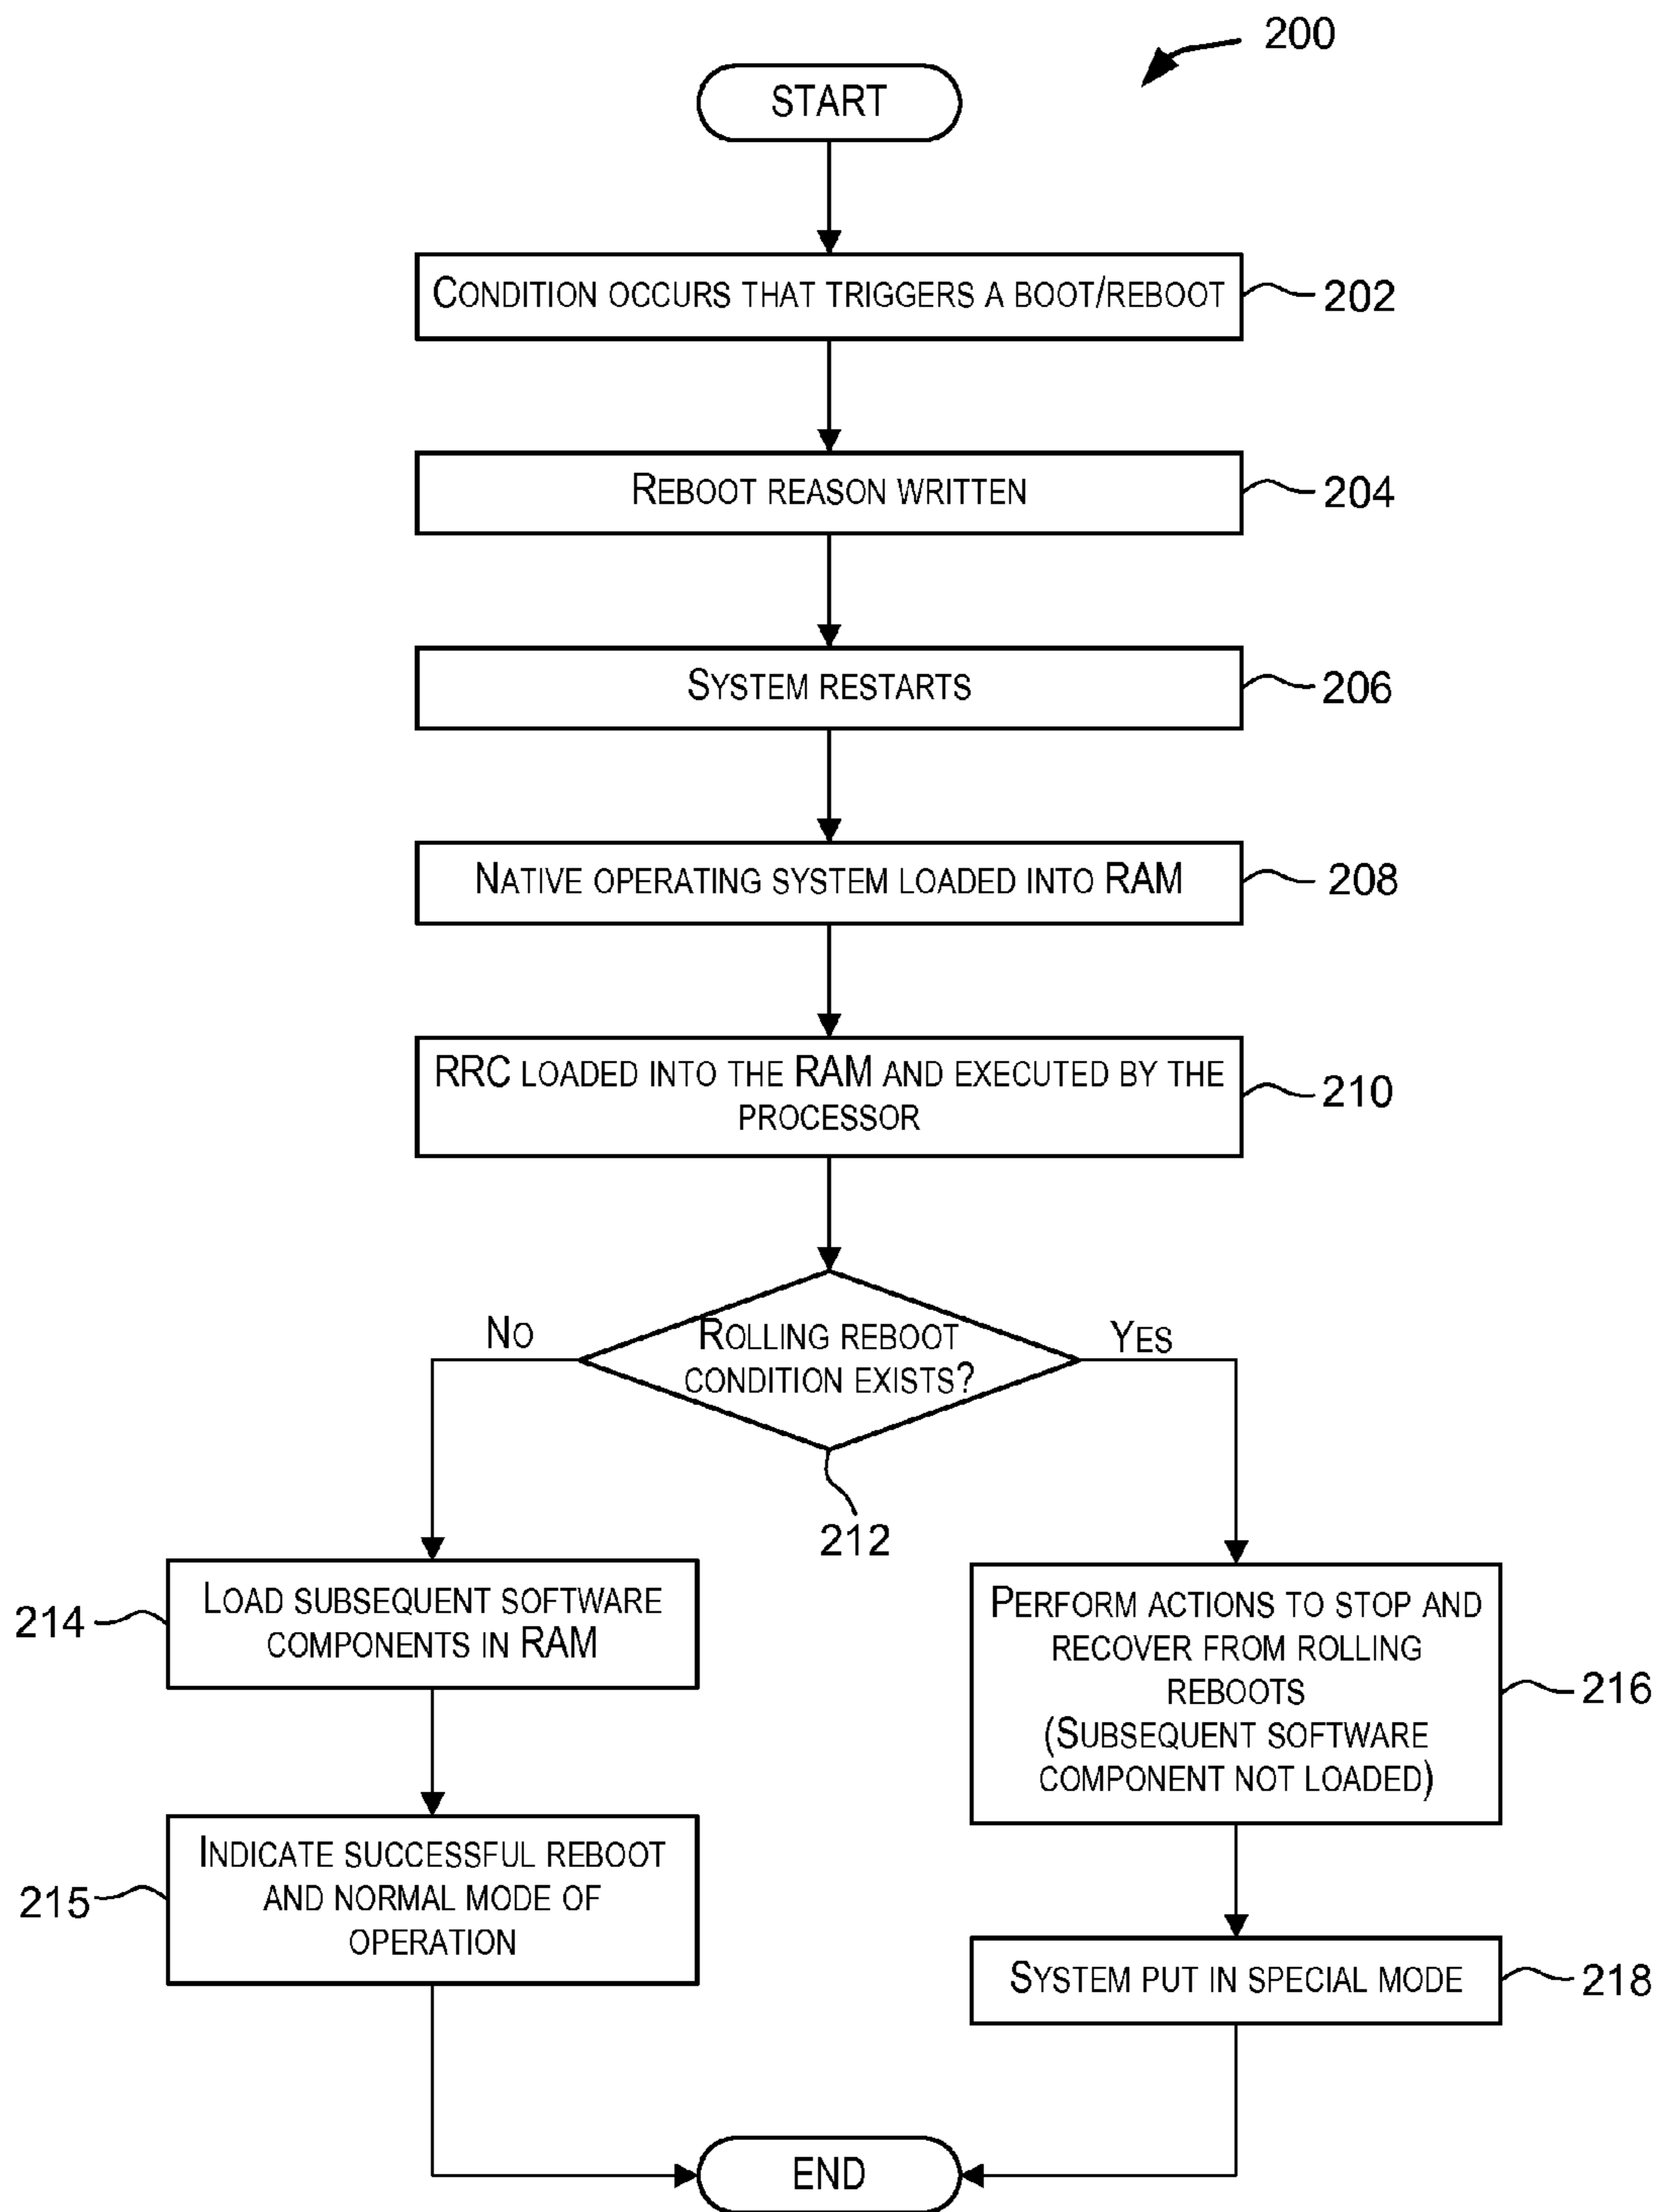 200
START
CONDITION OCCURS THAT TRIGGERS A BOOT/REBOOT
202
REBOOT REASON WRITTEN
204
SYSTEM RESTARTS
206
NATIVE OPERATING SYSTEM LOADED INTO RAM
208
RRC LOADED INTO THE RAM AND EXECUTED BY THE
PROCESSOR
210
NO
ROLLING REBOOT
CONDITION EXISTS?
YES
212
214
LOAD SUBSEQUENT SOFTWARE
COMPONENTS IN RAM
PERFORM ACTIONS TO STOP AND
RECOVER FROM ROLLING
REBOOTS
(SUBSEQUENT SOFTWARE
COMPONENT NOT LOADED)
216
215
INDICATE SUCCESSFUL REBOOT
AND NORMAL MODE OF
OPERATION
SYSTEM PUT IN SPECIAL MODE
218
END